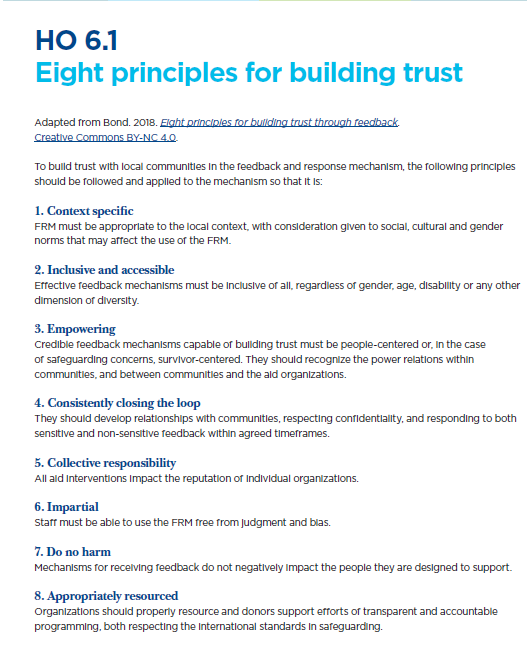 HO 6.1
Eight principles for building trust
Adapted from Bond. 2018. Eight principles for building trust through feedback.
Creative Commons BY-NC 4.0.
To build trust with local communities in the feedback and response mechanism, the following principles
should be followed and applied to the mechanism so that it is:
1. Context specific
FRM must be appropriate to the local context, with consideration given to social, cultural and gender
norms that may affect the use of the FRM.
2. Inclusive and accessible
Effective feedback mechanisms must be inclusive of all, regardless of gender, age, disability or any other
dimension of diversity.
3. Empowering
Credible feedback mechanisms capable of building trust must be people-centered or, in the case
of safeguarding concerns, survivor-centered. They should recognize the power relations within
communities, and between communities and the aid organizations.
4. Consistently closing the loop
They should develop relationships with communities, respecting confidentiality, and responding to both
sensitive and non-sensitive feedback within agreed timeframes.
5. Collective responsibility
All aid interventions impact the reputation of individual organizations.
6. Impartial
Staff must be able to use the FRM free from judgment and bias.
7. Do no harm
Mechanisms for receiving feedback do not negatively impact the people they are designed to support.
8. Appropriately resourced
Organizations should properly resource and donors support efforts of transparent and accountable
programming, both respecting the international standards in safeguarding.